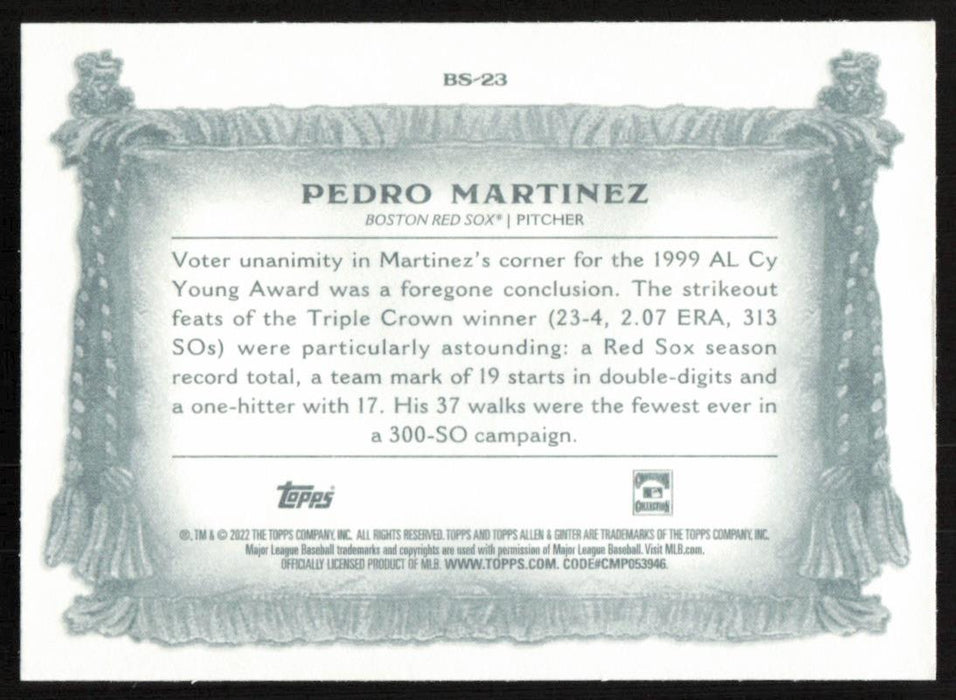 BS-23
PEDRO MARTINEZ
BOSTON RED SOX® | PITCHER
Voter unanimity in Martinez's corner for the 1999 AL Cy
Young Award was a foregone conclusion. The strikeout
feats of the Triple Crown winner (23-4, 2.07 ERA, 313
SOs) were particularly astounding: a Red Sox season
record total, a team mark of 19 starts in double-digits and
a one-hitter with 17. His 37 walks were the fewest ever in
a 300-SO campaign.
Topps®
COOPERSTOWN
COLLECTION
®, TM & © 2022 THE TOPPS COMPANY, INC. ALL RIGHTS RESERVED. TOPPS AND TOPPS ALLEN & GINTER ARE TRADEMARKS OF THE TOPPS COMPANY, INC.
Major League Baseball trademarks and copyrights are used with permission of Major League Baseball. Visit MLB.com.
OFFICIALLY LICENSED PRODUCT OF MLB. WWW.TOPPS.COM. CODE#CMP053946.